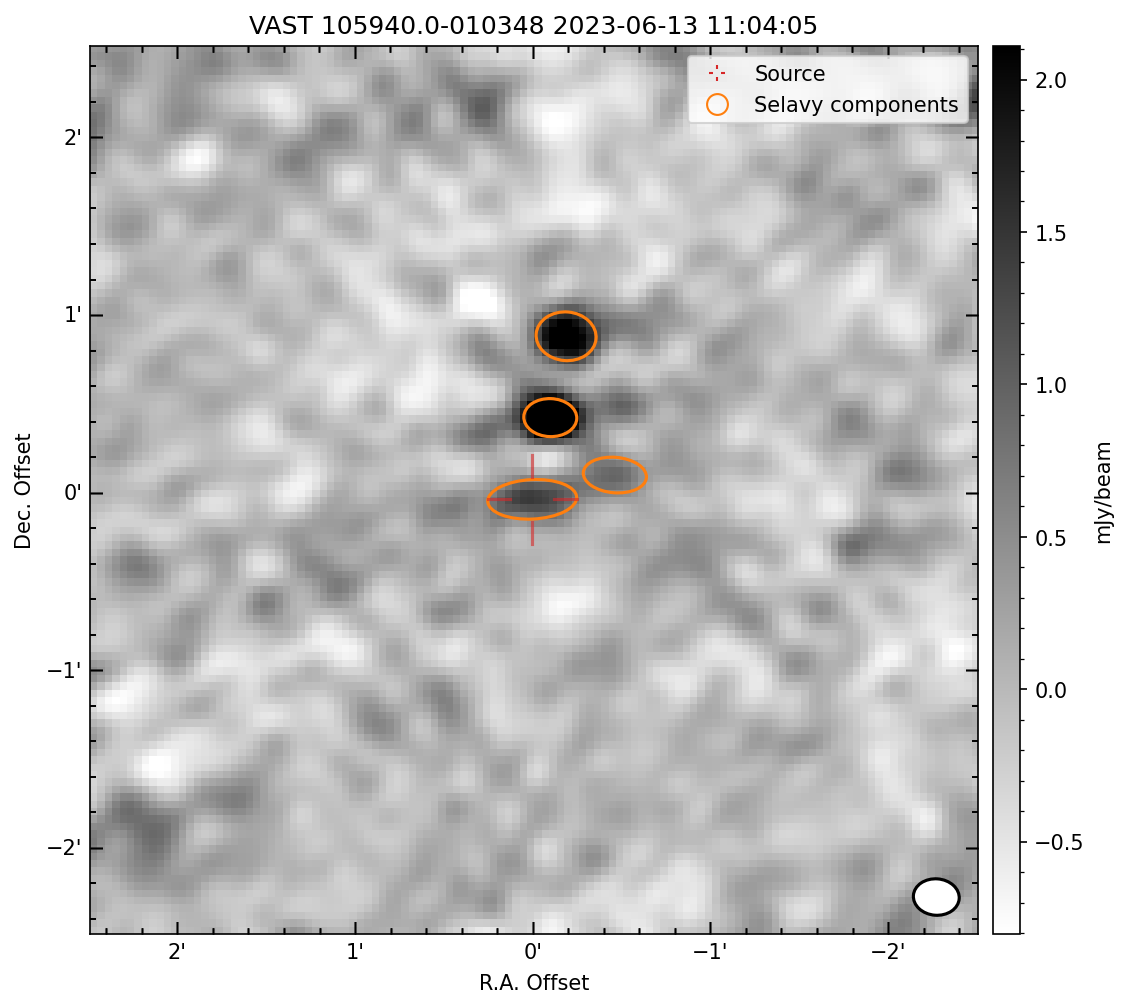 VAST 105940.0-010348 2023-06-13 11:04:05
Source
Selavy components
2'
1'
0'
−1'
−2'
Dec. Offset
2'
1'
0'
−1'
−2'
R.A. Offset
2.0
1.5
1.0
0.5
0.0
−0.5
mJy/beam